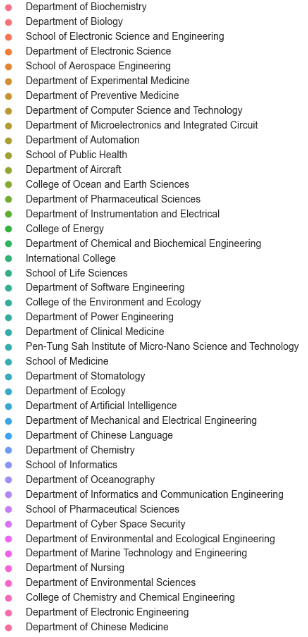 Department of Biochemistry
Department of Biology
School of Electronic Science and Engineering
Department of Electronic Science
School of Aerospace Engineering
Department of Experimental Medicine
Department of Preventive Medicine
Department of Computer Science and Technology
Department of Microelectronics and Integrated Circuit
Department of Automation
School of Public Health
Department of Aircraft
College of Ocean and Earth Sciences
Department of Pharmaceutical Sciences
Department of Instrumentation and Electrical
College of Energy
Department of Chemical and Biochemical Engineering
International College
School of Life Sciences
Department of Software Engineering
College of the Environment and Ecology
Department of Power Engineering
Department of Clinical Medicine
Pen-Tung Sah Institute of Micro-Nano Science and Technology
School of Medicine
Department of Stomatology
Department of Ecology
Department of Artificial Intelligence
Department of Mechanical and Electrical Engineering
Department of Chinese Language
Department of Chemistry
School of Informatics
Department of Oceanography
Department of Informatics and Communication Engineering
School of Pharmaceutical Sciences
Department of Cyber Space Security
Department of Environmental and Ecological Engineering
Department of Marine Technology and Engineering
Department of Nursing
Department of Environmental Sciences
College of Chemistry and Chemical Engineering
Department of Electronic Engineering
Department of Chinese Medicine